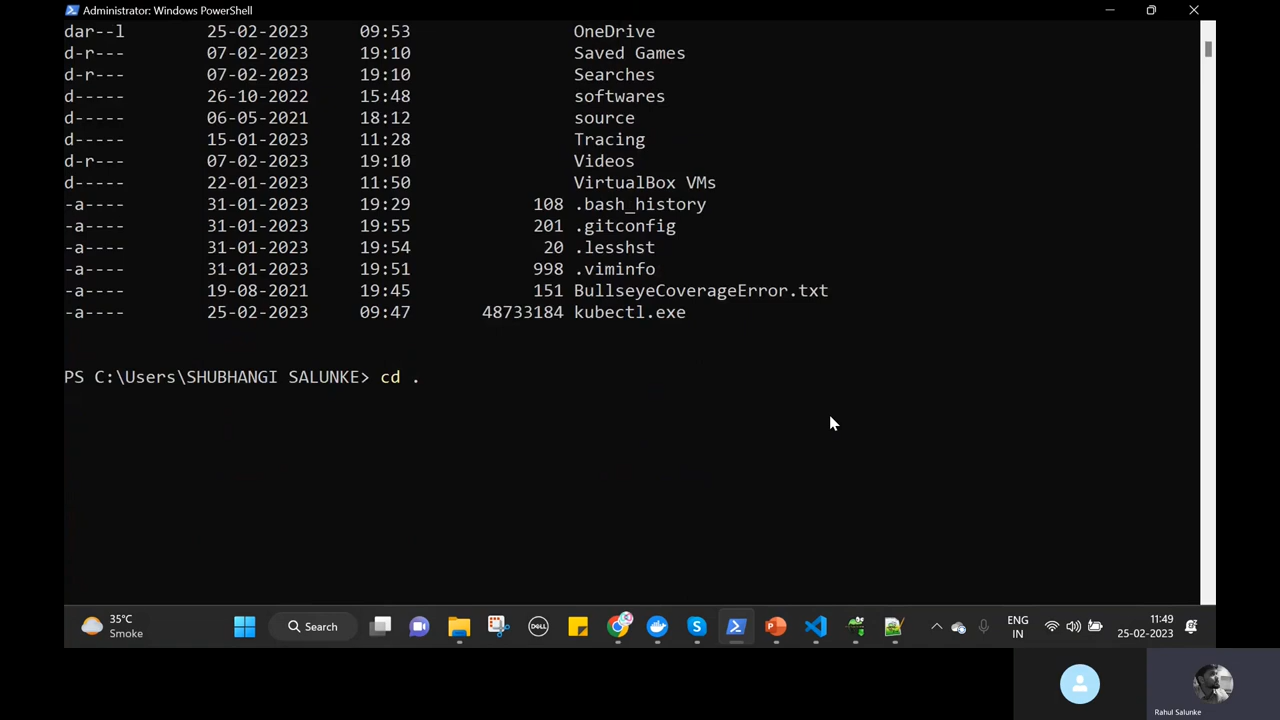 Administrator: Windows PowerShell
dar--l 25-02-2023 09:53 OneDrive
d-r--- 07-02-2023 19:10 Saved Games
d-r--- 07-02-2023 19:10 Searches
d----- 26-10-2022 15:48 softwares
d----- 06-05-2021 18:12 source
d----- 15-01-2023 11:28 Tracing
d-r--- 07-02-2023 19:10 Videos
d----- 22-01-2023 11:50 VirtualBox VMs
-a---- 31-01-2023 19:29 108 .bash_history
-a---- 31-01-2023 19:55 201 .gitconfig
-a---- 31-01-2023 19:54 20 .lesshst
-a---- 31-01-2023 19:51 998 .viminfo
-a---- 19-08-2021 19:45 151 BullseyeCoverageError.txt
-a---- 25-02-2023 09:47 48733184 kubectl.exe
PS C:\Users\SHUBHANGI SALUNKE> cd .
35°C
Smoke
Search
DELL
ENG
IN
11:49
25-02-2023
Rahul Salunke